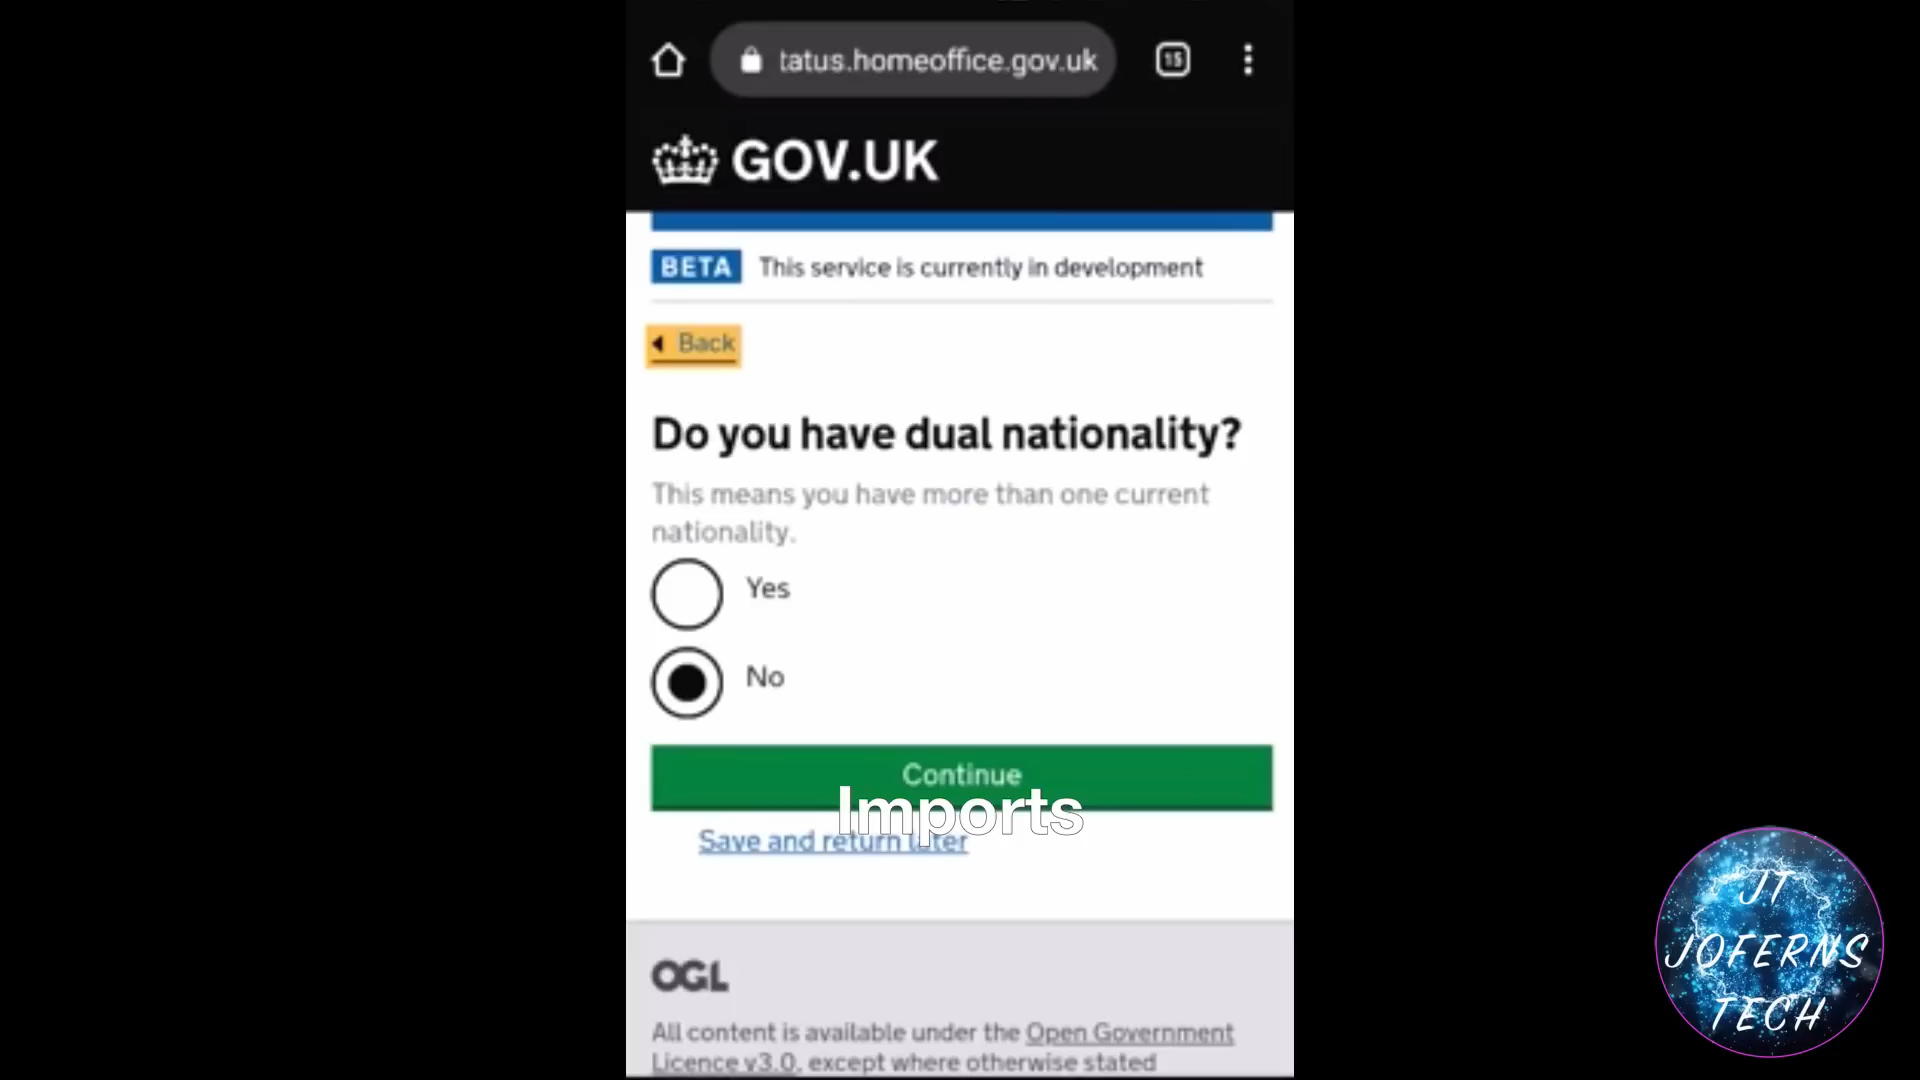 tatus.homeoffice.gov.uk
15
GOV.UK
BETA This service is currently in development
Back
Do you have dual nationality?
This means you have more than one current
nationality.
Yes
No
Continue
Imports
Save and return later
OGL
All content is available under the Open Government
Licence v3.0, except where otherwise stated
JT
JOFERNS
TECH